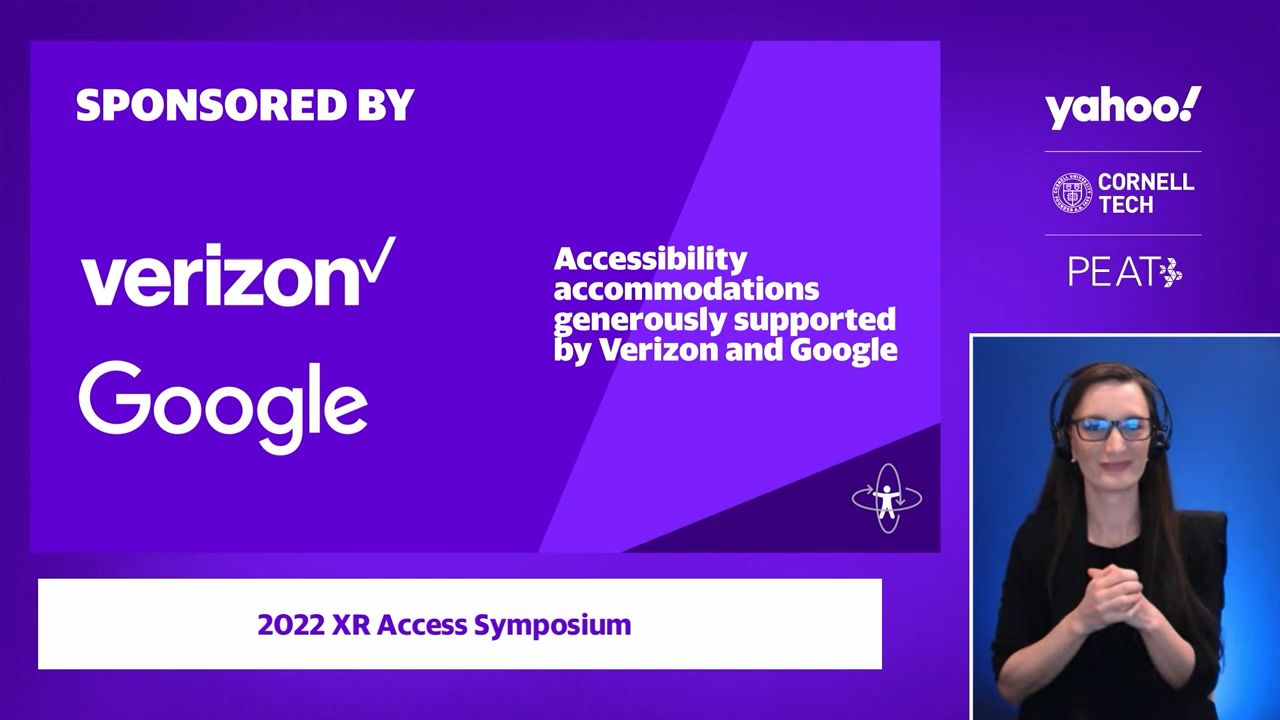 SPONSORED BY
verizon✓
Google
Accessibility
accommodations
generously supported
by Verizon and Google
yahoo!
CORNELL
TECH
PEAT
2022 XR Access Symposium